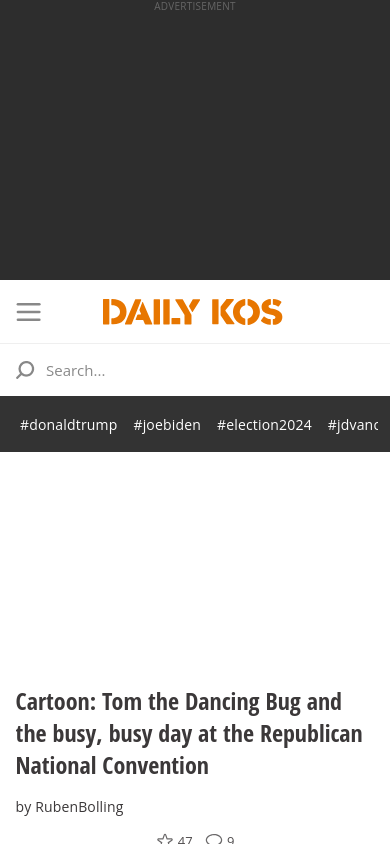 ADVERTISEMENT
DAILY KOS
Search...
#donaldtrump #joebiden #election2024 #jdvanc
Cartoon: Tom the Dancing Bug and
the busy, busy day at the Republican
National Convention
by RubenBolling
47 9